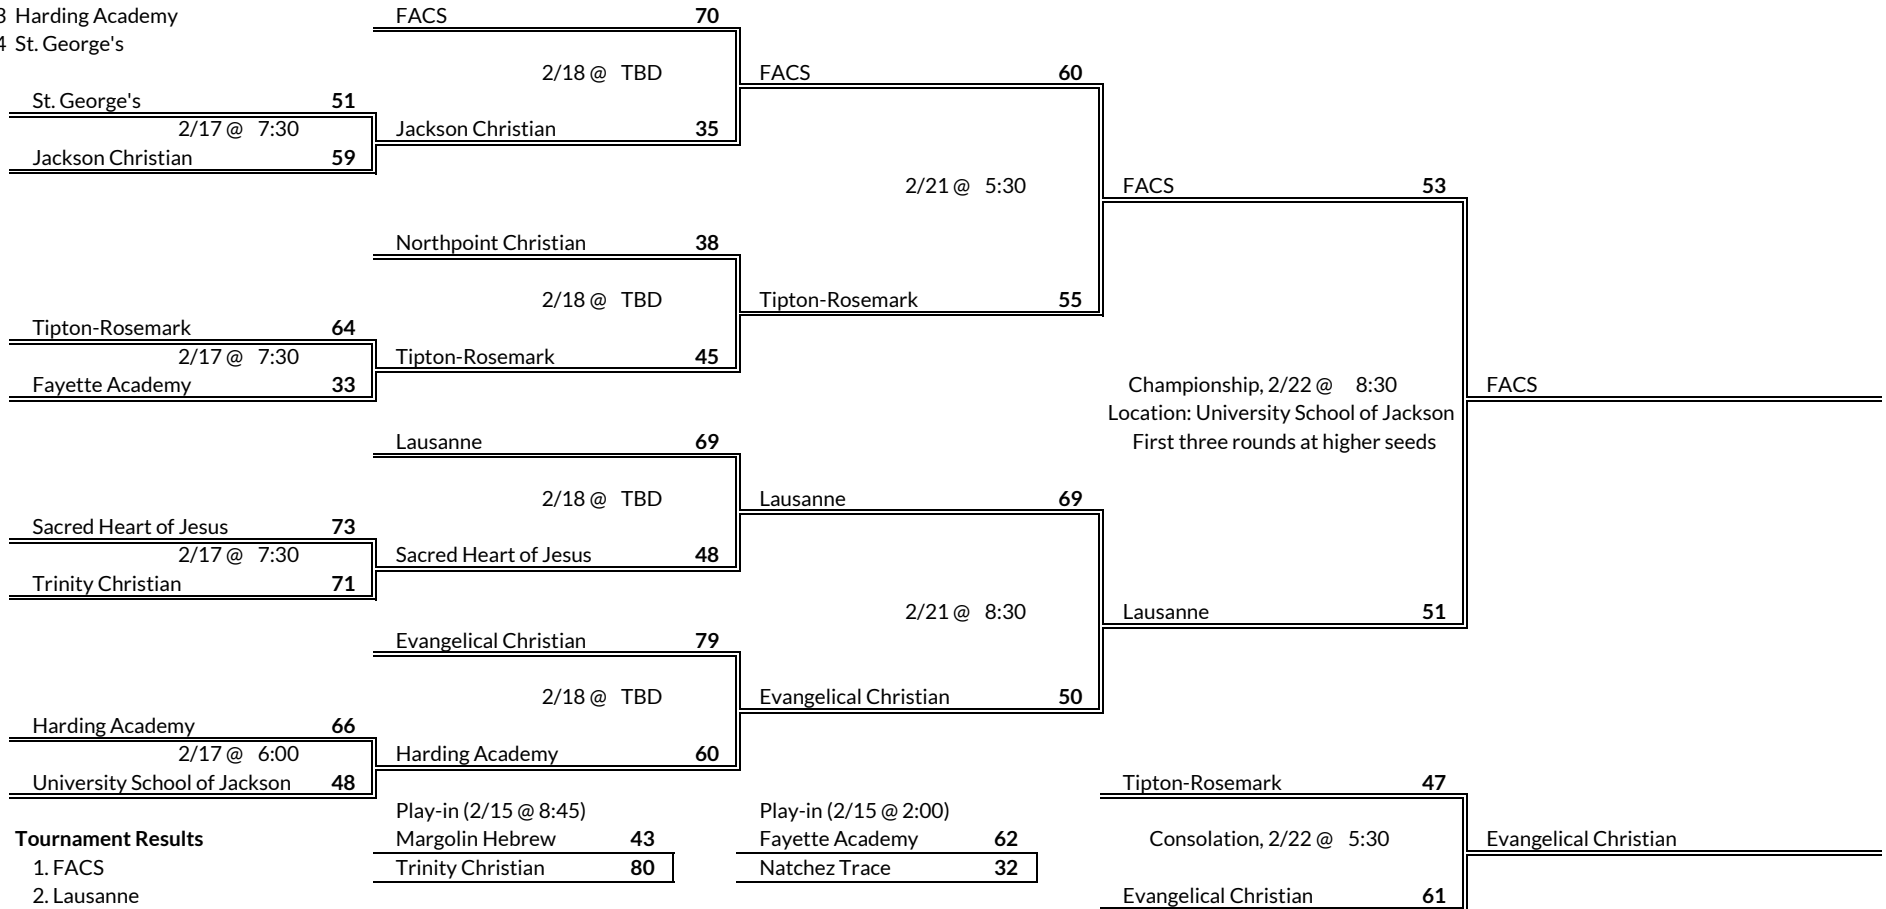 3 Harding Academy FACS 70
4 St. George's
2/18 @ TBD FACS 60
St. George's 51
2/17 @ 7:30 Jackson Christian 35
Jackson Christian 59
2/21 @ 5:30 FACS 53
Northpoint Christian 38
2/18 @ TBD Tipton-Rosemark 55
Tipton-Rosemark 64
2/17 @ 7:30 Tipton-Rosemark 45
Fayette Academy 33 Championship, 2/22 @ 8:30 FACS
Location: University School of Jackson
Lausanne 69 First three rounds at higher seeds
2/18 @ TBD Lausanne 69
Sacred Heart of Jesus 73
2/17 @ 7:30 Sacred Heart of Jesus 48
Trinity Christian 71
2/21 @ 8:30 Lausanne 51
Evangelical Christian 79
2/18 @ TBD Evangelical Christian 50
Harding Academy 66
2/17 @ 6:00 Harding Academy 60
University School of Jackson 48 Tipton-Rosemark 47
Play-in (2/15 @ 8:45) Play-in (2/15 @ 2:00)
Tournament Results Margolin Hebrew 43 Fayette Academy 62 Consolation, 2/22 @ 5:30 Evangelical Christian
1. FACS Trinity Christian 80 Natchez Trace 32
2. Lausanne Evangelical Christian 61